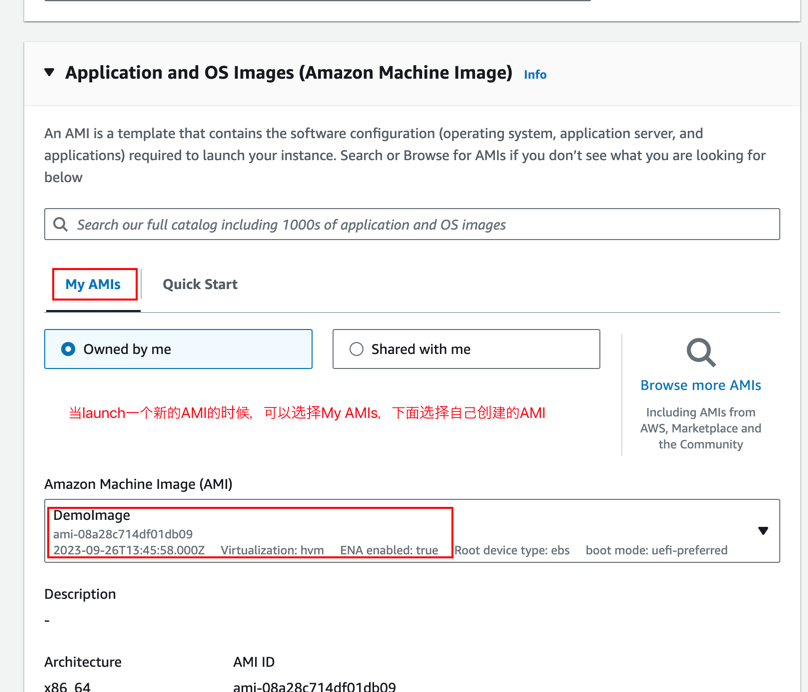 Application and OS Images (Amazon Machine Image) Info
An AMI is a template that contains the software configuration (operating system, application server, and
applications) required to launch your instance. Search or Browse for AMIs if you don’t see what you are looking for
below
Search our full catalog including 1000s of application and OS images
My AMIs
Quick Start
Owned by me
Shared with me
Browse more AMIs
Including AMIs from
AWS, Marketplace and
the Community
当launch一个新的AMI的时候，可以选择My AMIs，下面选择自己创建的AMI
Amazon Machine Image (AMI)
DemoImage
ami-08a28c714df01db09
2023-09-26T13:45:58.000Z Virtualization: hvm ENA enabled: true Root device type: ebs boot mode: uefi-preferred
Description
-
Architecture AMI ID
x86_64 ami-08a28c714df01db09